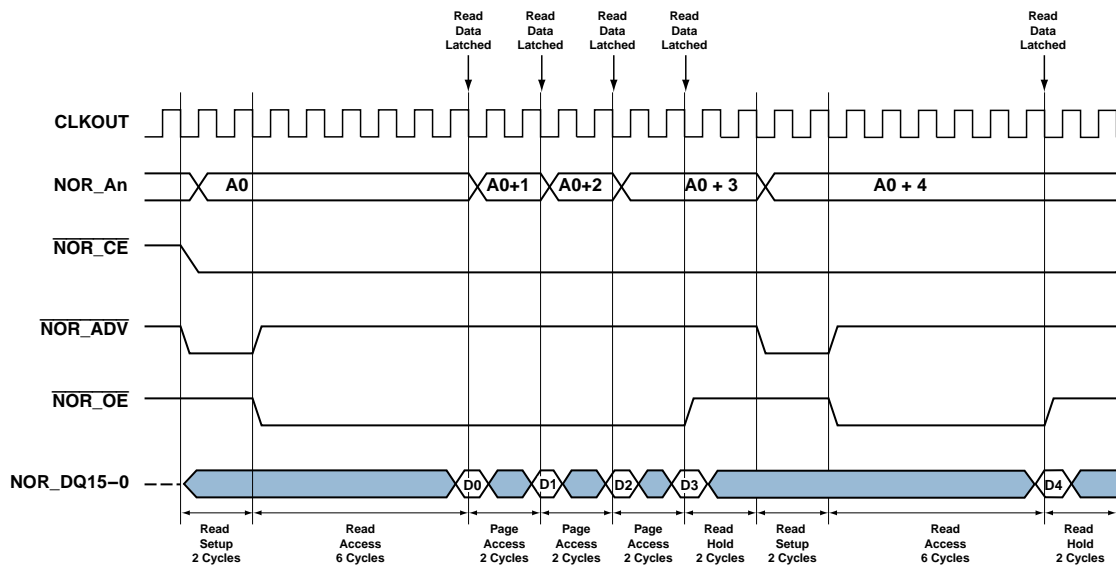 Read
Data
Latched
Read
Data
Latched
Read
Data
Latched
Read
Data
Latched
Read
Data
Latched
CLKOUT
NOR_An
A0
A0+1
A0+2
A0 + 3
A0 + 4
NOR_CE
NOR_ADV
NOR_OE
NOR_DQ15–0
D0
D1
D2
D3
D4
Read
Setup
2 Cycles
Read
Access
6 Cycles
Page
Access
2 Cycles
Page
Access
2 Cycles
Page
Access
2 Cycles
Read
Hold
2 Cycles
Read
Setup
2 Cycles
Read
Access
6 Cycles
Read
Hold
2 Cycles